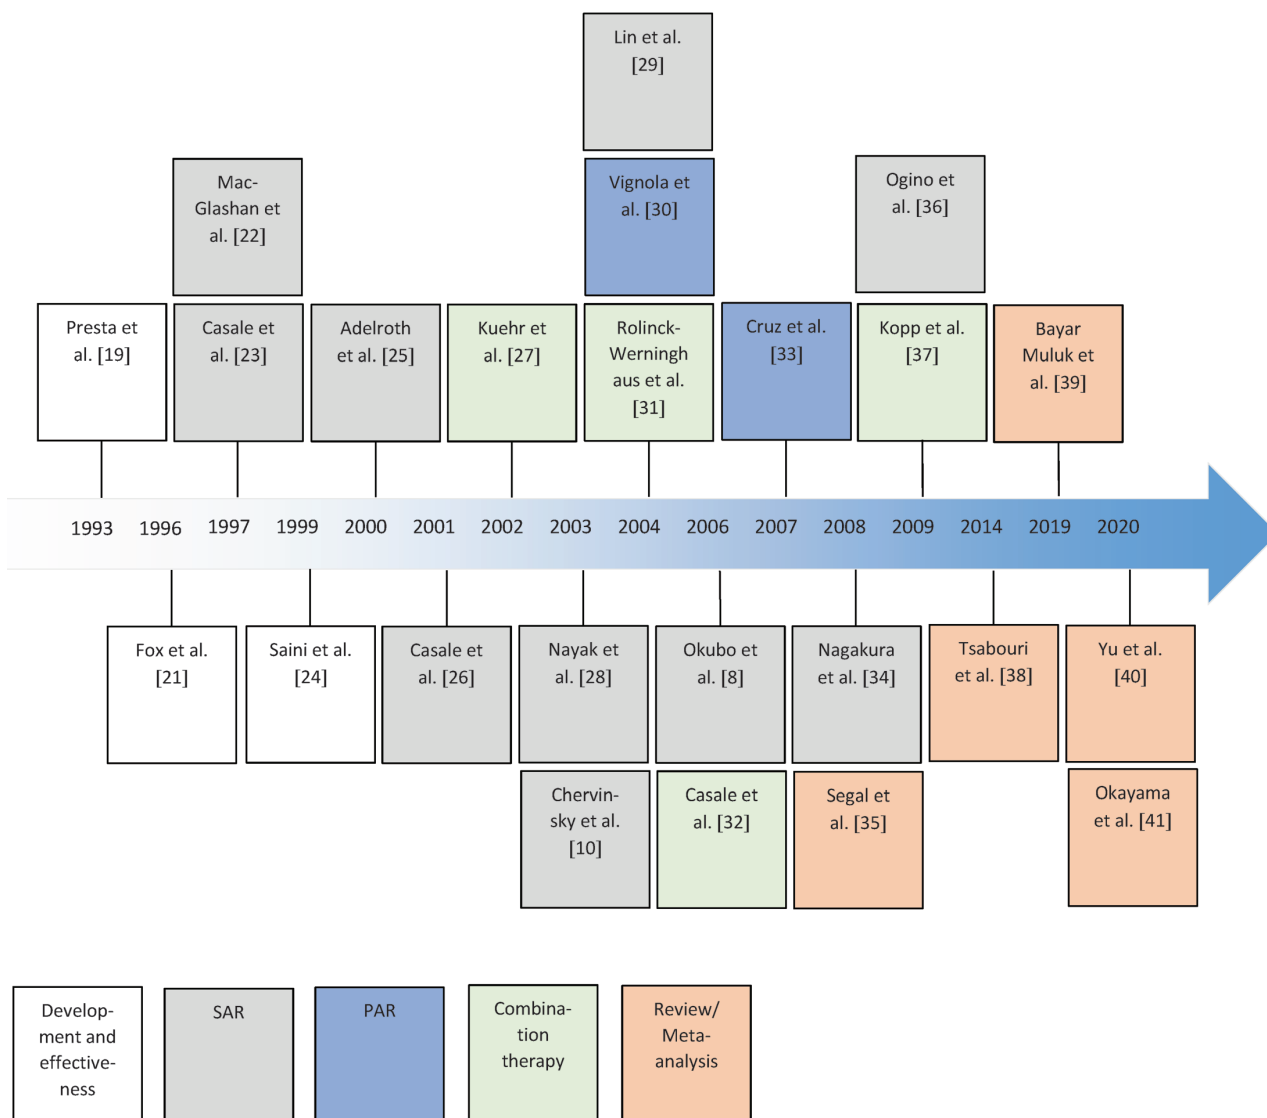 Lin et al.
[29]
Mac-
Glashan et
al. [22]
Vignola et
al. [30]
Ogino et
al. [36]
Presta et
al. [19]
Casale et
al. [23]
Adelroth
et al. [25]
Kuehr et
al. [27]
Rolinck-
Werningh
aus et al.
[31]
Cruz et al.
[33]
Kopp et al.
[37]
Bayar
Muluk et
al. [39]
1993 1996 1997 1999 2000 2001 2002 2003 2004 2006 2007 2008 2009 2014 2019 2020
Fox et al.
[21]
Saini et al.
[24]
Casale et
al. [26]
Nayak et
al. [28]
Okubo et
al. [8]
Nagakura
et al. [34]
Tsabouri
et al. [38]
Yu et al.
[40]
Chervin-
sky et al.
[10]
Casale et
al. [32]
Segal et
al. [35]
Okayama
et al. [41]
Develop-
ment and
effective-
ness
SAR
PAR
Combina-
tion
therapy
Review/
Meta-
analysis